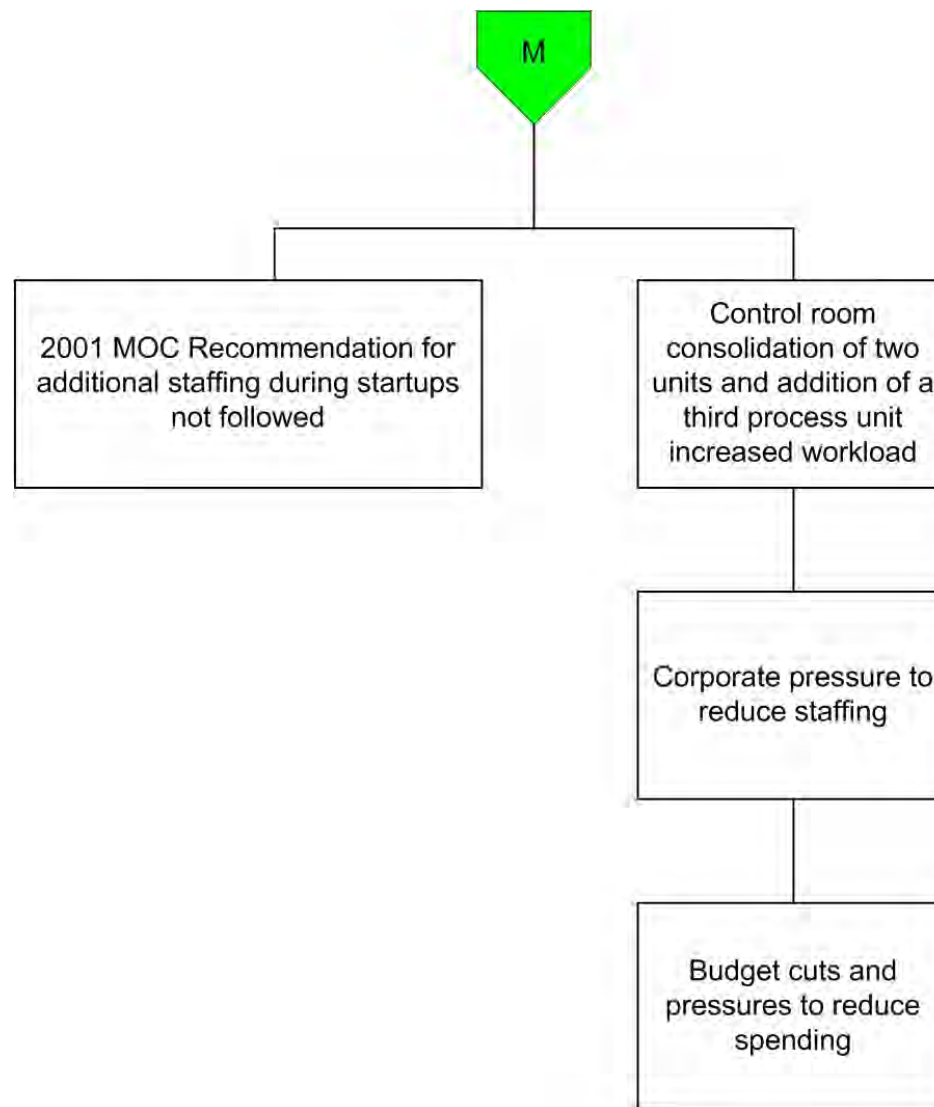 M
2001 MOC Recommendation for
additional staffing during startups
not followed
Control room
consolidation of two
units and addition of a
third process unit
increased workload
Corporate pressure to
reduce staffing
Budget cuts and
pressures to reduce
spending